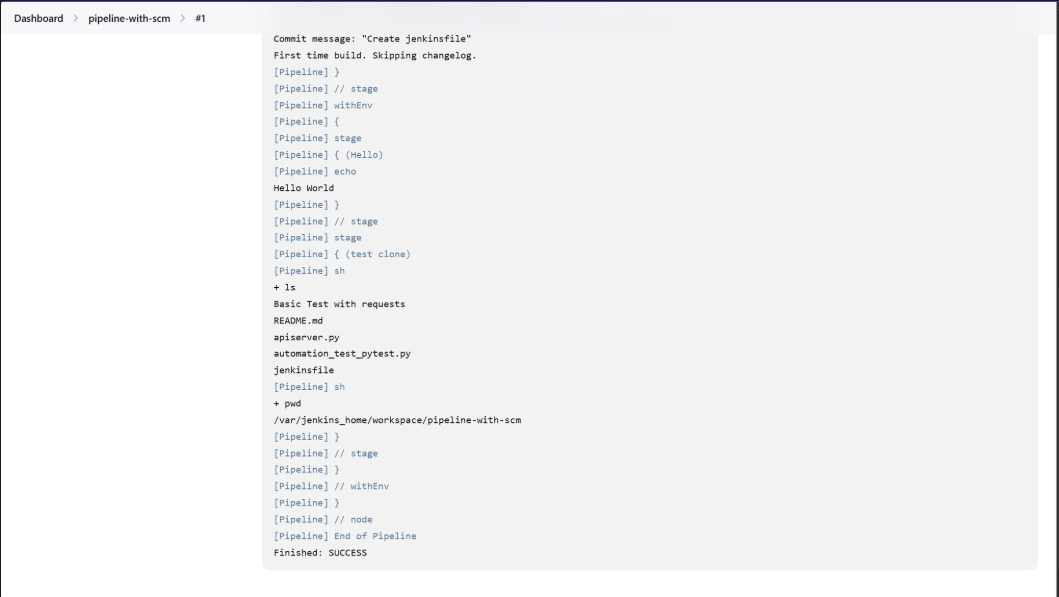 Dashboard > pipeline-with-scm > #1
Commit message: "Create jenkinsfile"
First time build. Skipping changelog.
[Pipeline] }
[Pipeline] // stage
[Pipeline] withEnv
[Pipeline] {
[Pipeline] stage
[Pipeline] { (Hello)
[Pipeline] echo
Hello World
[Pipeline] }
[Pipeline] // stage
[Pipeline] stage
[Pipeline] { (test clone)
[Pipeline] sh
+ ls
Basic Test with requests
README.md
apiserver.py
automation_test_pytest.py
jenkinsfile
[Pipeline] sh
+ pwd
/var/jenkins_home/workspace/pipeline-with-scm
[Pipeline] }
[Pipeline] // stage
[Pipeline] }
[Pipeline] // withEnv
[Pipeline] }
[Pipeline] // node
[Pipeline] End of Pipeline
Finished: SUCCESS